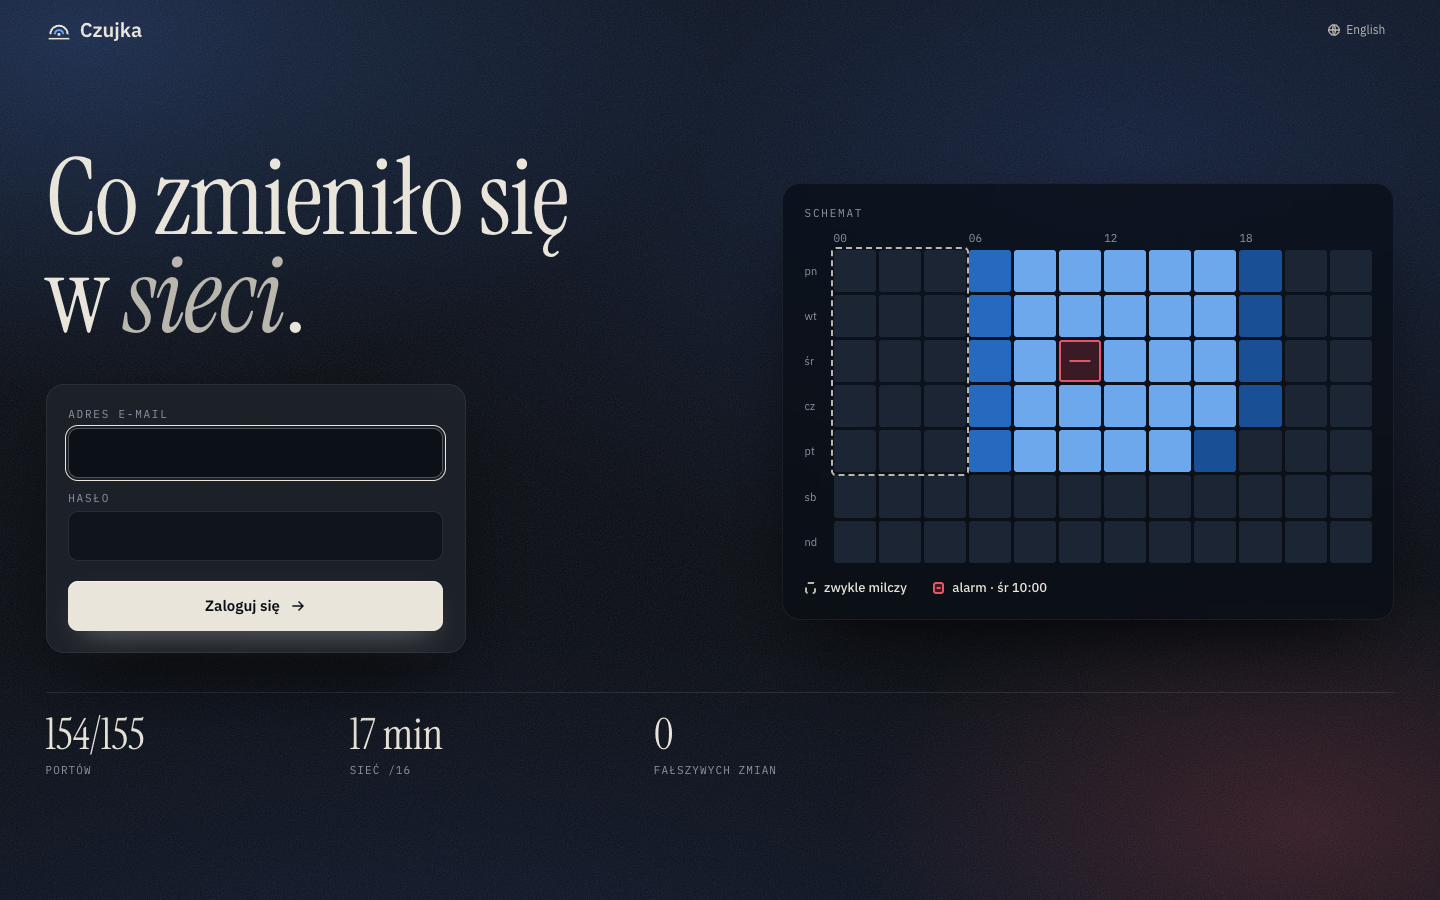 Czujka
English
Co zmieniło się
w sieci.
ADRES E-MAIL
HASŁO
Zaloguj się →
SCHEMAT
00 06 12 18
pn
wt
śr
cz
pt
sb
nd
zwykle milczy
alarm · śr 10:00
154/155
PORTÓW
17 min
SIEĆ /16
0
FAŁSZYWYCH ZMIAN